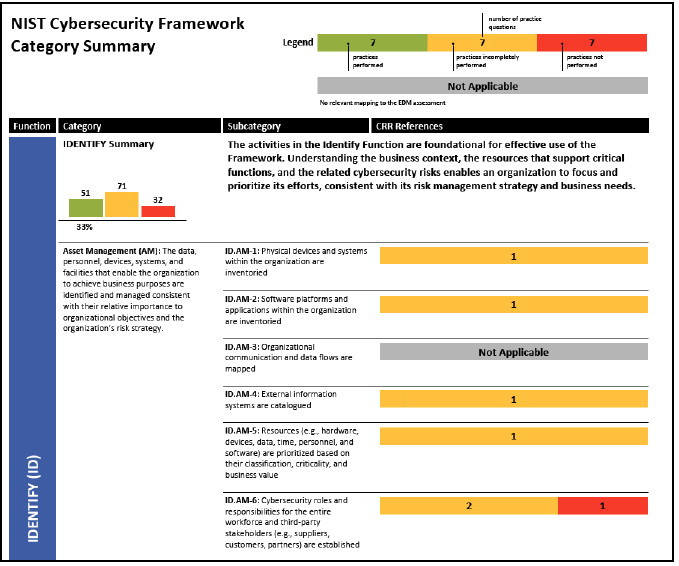 NIST Cybersecurity Framework
Category Summary
number of practice
questions
Legend
7
7
7
practices
performed
practices incompletely
performed
practices not
performed
Not Applicable
No relevant mapping to the EDM assessment
Function
Category
Subcategory
CRR References
IDENTIFY Summary
51
71
32
33%
The activities in the Identify Function are foundational for effective use of the
Framework. Understanding the business context, the resources that support critical
functions, and the related cybersecurity risks enables an organization to focus and
prioritize its efforts, consistent with its risk management strategy and business needs.
IDENTIFY (ID)
Asset Management (AM): The data,
personnel, devices, systems, and
facilities that enable the organization
to achieve business purposes are
identified and managed consistent
with their relative importance to
organizational objectives and the
organization's risk strategy.
ID.AM-1: Physical devices and systems
within the organization are
inventoried
1
ID.AM-2: Software platforms and
applications within the organization
are inventoried
1
ID.AM-3: Organizational
communication and data flows are
mapped
Not Applicable
ID.AM-4: External information
systems are catalogued
1
ID.AM-5: Resources (e.g., hardware,
devices, data, time, personnel, and
software) are prioritized based on
their classification, criticality, and
business value
1
ID.AM-6: Cybersecurity roles and
responsibilities for the entire
workforce and third-party
stakeholders (e.g., suppliers,
customers, partners) are established
2
1